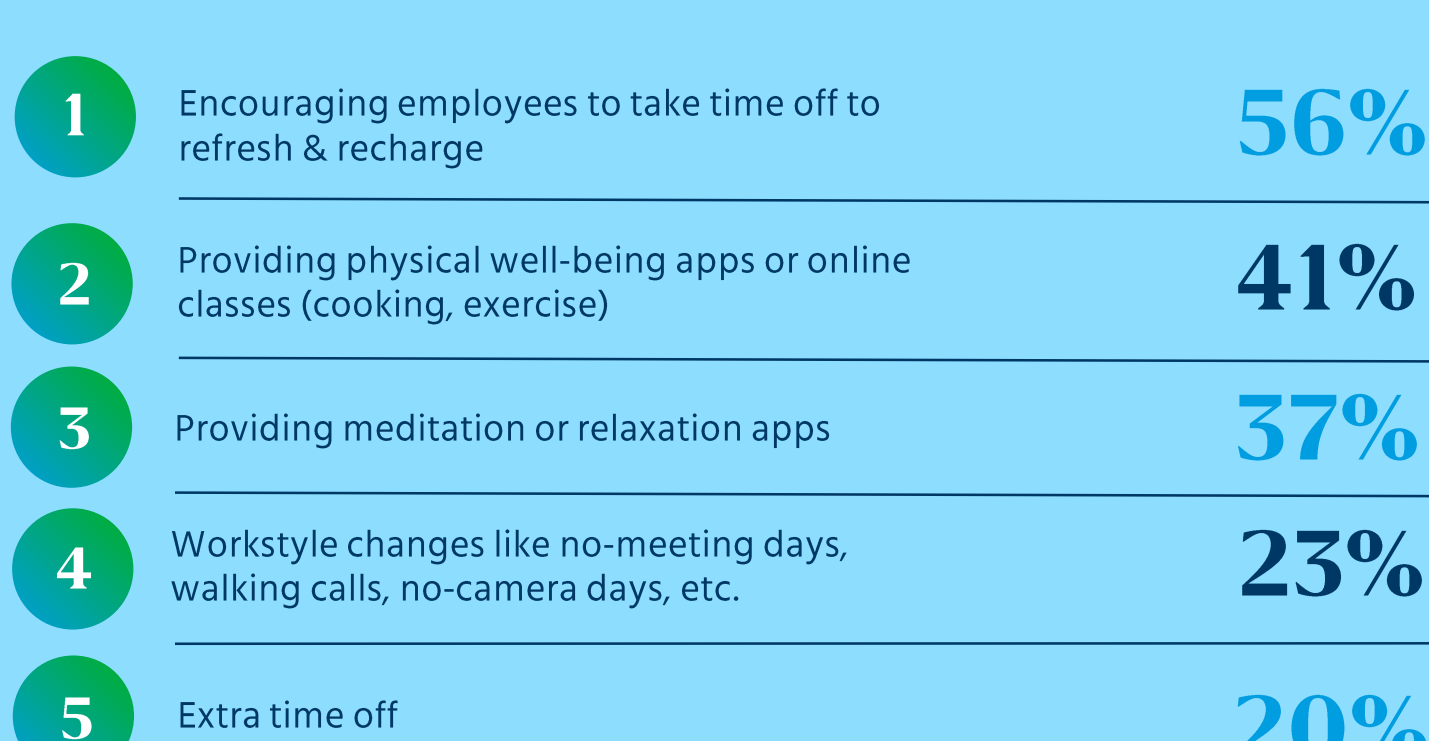 1
Encouraging employees to take time off to
refresh & recharge
56%
2
Providing physical well-being apps or online
classes (cooking, exercise)
41%
3
Providing meditation or relaxation apps
37%
4
Workstyle changes like no-meeting days,
walking calls, no-camera days, etc.
23%
5
Extra time off
20%